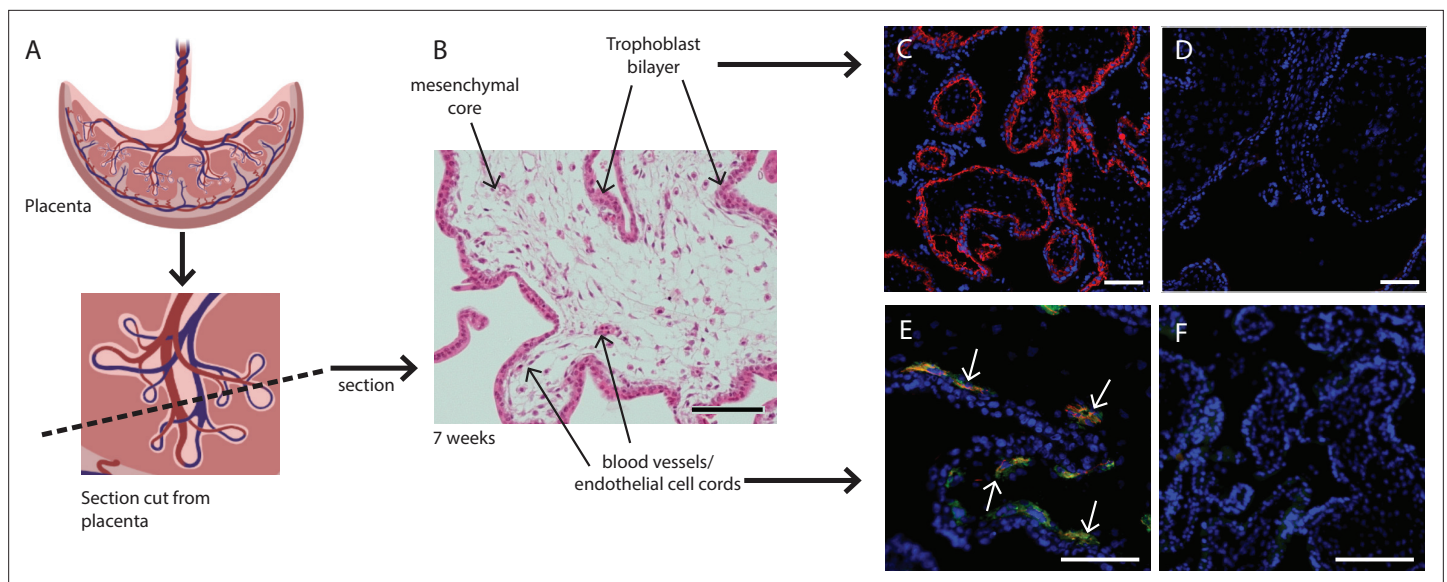 A
Placenta
section
Section cut from
placenta
B
Trophoblast
bilayer
mesenchymal
core
7 weeks
blood vessels/
endothelial cell cords
C
D
E
F